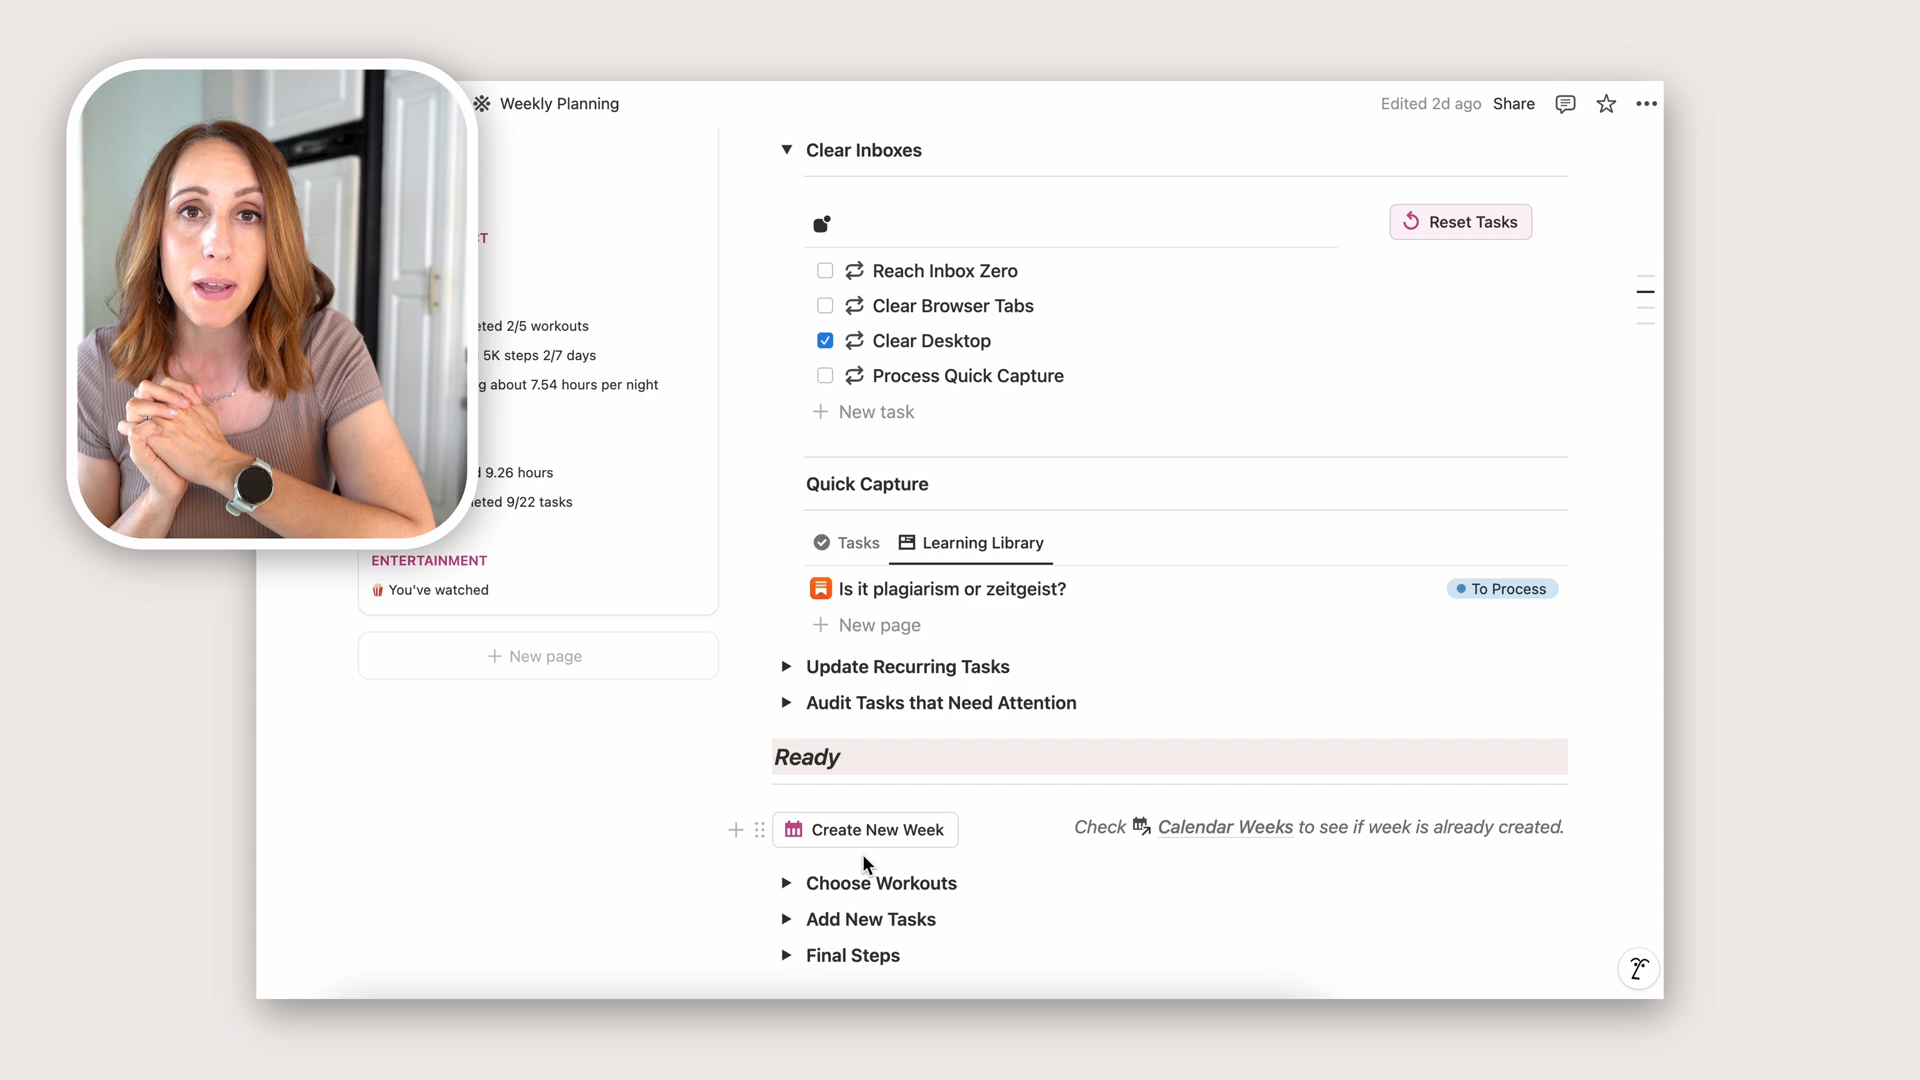 Weekly Planning
Edited 2d ago Share
CT
eted 2/5 workouts
5K steps 2/7 days
g about 7.54 hours per night
d 9.26 hours
eted 9/22 tasks
ENTERTAINMENT
You've watched
New page
Clear Inboxes
Reset Tasks
Reach Inbox Zero
Clear Browser Tabs
Clear Desktop
Process Quick Capture
New task
Quick Capture
Tasks Learning Library
Is it plagiarism or zeitgeist? To Process
New page
Update Recurring Tasks
Audit Tasks that Need Attention
Ready
Create New Week Check Calendar Weeks to see if week is already created.
Choose Workouts
Add New Tasks
Final Steps